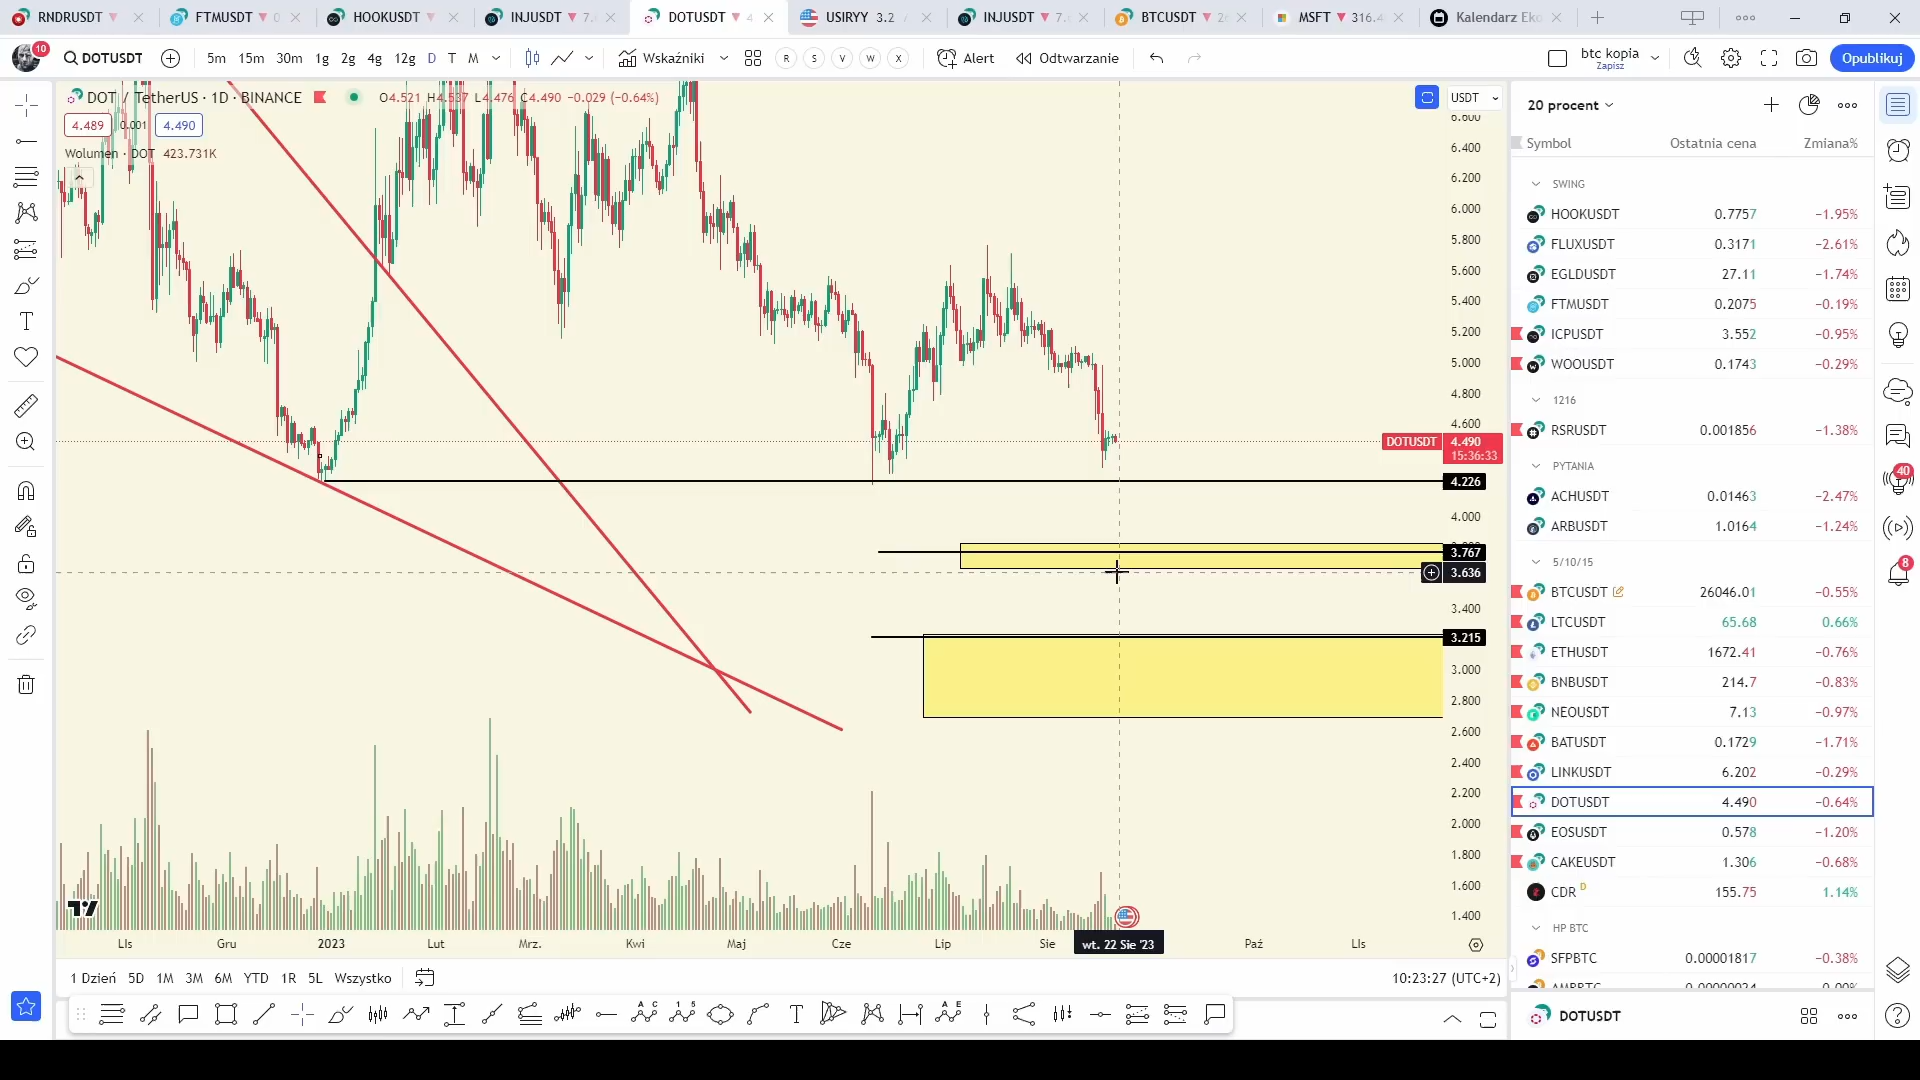 RNDRUSDT
FTMUSDT
HOOKUSDT
INJUSDT 7.
DOTUSDT 4
USIRYY 3.2
INJUSDT 7.
BTCUSDT 26
MSFT 316.4
Kalendarz Eko
10
DOTUSDT
5m 15m 30m 1g 2g 4g 12g D T M
Wskaźniki
R S V W X
Alert
Odtwarzanie
btc kopia
Zapisz
Opublikuj
DOT / TetherUS · 1D · BINANCE
O4.521 H4.537 L4.476 C4.490 −0.029 (−0.64%)
4.489 0.001 4.490
Wolumen · DOT 423.731K
USDT
6.600
6.400
6.200
6.000
5.800
5.600
5.400
5.200
5.000
4.800
4.600
DOTUSDT 4.490
15:36:33
4.226
4.000
3.767
3.636
3.400
3.215
3.000
2.800
2.600
2.400
2.200
2.000
1.800
1.600
1.400
LIs Gru 2023 Lut Mrz. Kwi Maj Cze Lip Sie wt. 22 Sie '23 Paź LIs
1 Dzień 5D 1M 3M 6M YTD 1R 5L Wszystko
10:23:27 (UTC+2)
20 procent
Symbol Ostatnia cena Zmiana%
SWING
HOOKUSDT 0.7757 −1.95%
FLUXUSDT 0.3171 −2.61%
EGLDUSDT 27.11 −1.74%
FTMUSDT 0.2075 −0.19%
ICPUSDT 3.552 −0.95%
WOOUSDT 0.1743 −0.29%
1216
RSRUSDT 0.001856 −1.38%
PYTANIA
ACHUSDT 0.01463 −2.47%
ARBUSDT 1.0164 −1.24%
5/10/15
BTCUSDT 26046.01 −0.55%
LTCUSDT 65.68 0.66%
ETHUSDT 1672.41 −0.76%
BNBUSDT 214.7 −0.83%
NEOUSDT 7.13 −0.97%
BATUSDT 0.1729 −1.71%
LINKUSDT 6.202 −0.29%
DOTUSDT 4.490 −0.64%
EOSUSDT 0.578 −1.20%
CAKEUSDT 1.306 −0.68%
CDR D 155.75 1.14%
HP BTC
SFPBTC 0.00001817 −0.38%
DOTUSDT
40
8